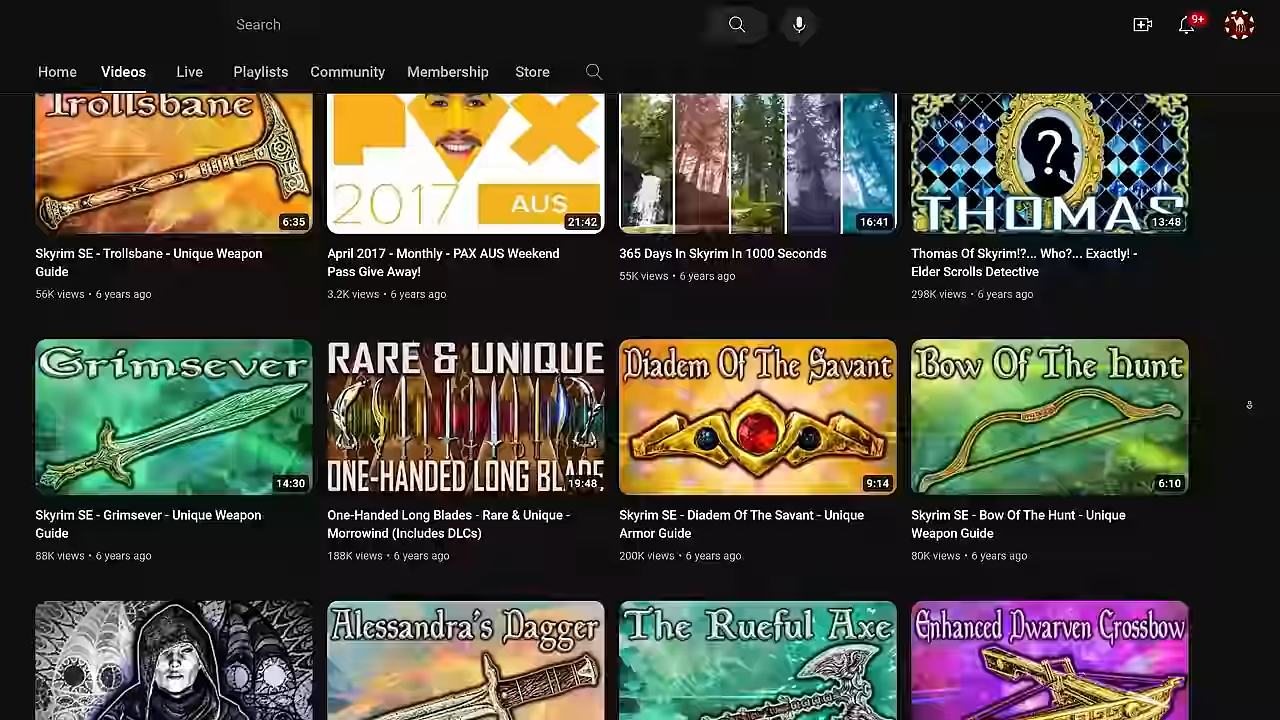 Search
9+
Home Videos Live Playlists Community Membership Store
Trollsbane
6:35
PAX
2017
AUS
21:42
16:41
?
THOMAS
13:48
Skyrim SE - Trollsbane - Unique Weapon
Guide
56K views • 6 years ago
April 2017 - Monthly - PAX AUS Weekend
Pass Give Away!
3.2K views • 6 years ago
365 Days In Skyrim In 1000 Seconds
55K views • 6 years ago
Thomas Of Skyrim!?... Who?... Exactly! -
Elder Scrolls Detective
298K views • 6 years ago
Grimsever
14:30
RARE & UNIQUE
ONE-HANDED LONG BLADE
19:48
Diadem Of The Savant
9:14
Bow Of The Hunt
6:10
Skyrim SE - Grimsever - Unique Weapon
Guide
88K views • 6 years ago
One-Handed Long Blades - Rare & Unique -
Morrowind (Includes DLCs)
188K views • 6 years ago
Skyrim SE - Diadem Of The Savant - Unique
Armor Guide
200K views • 6 years ago
Skyrim SE - Bow Of The Hunt - Unique
Weapon Guide
80K views • 6 years ago
Alessandra's Dagger
The Rueful Axe
Enhanced Dwarven Crossbow